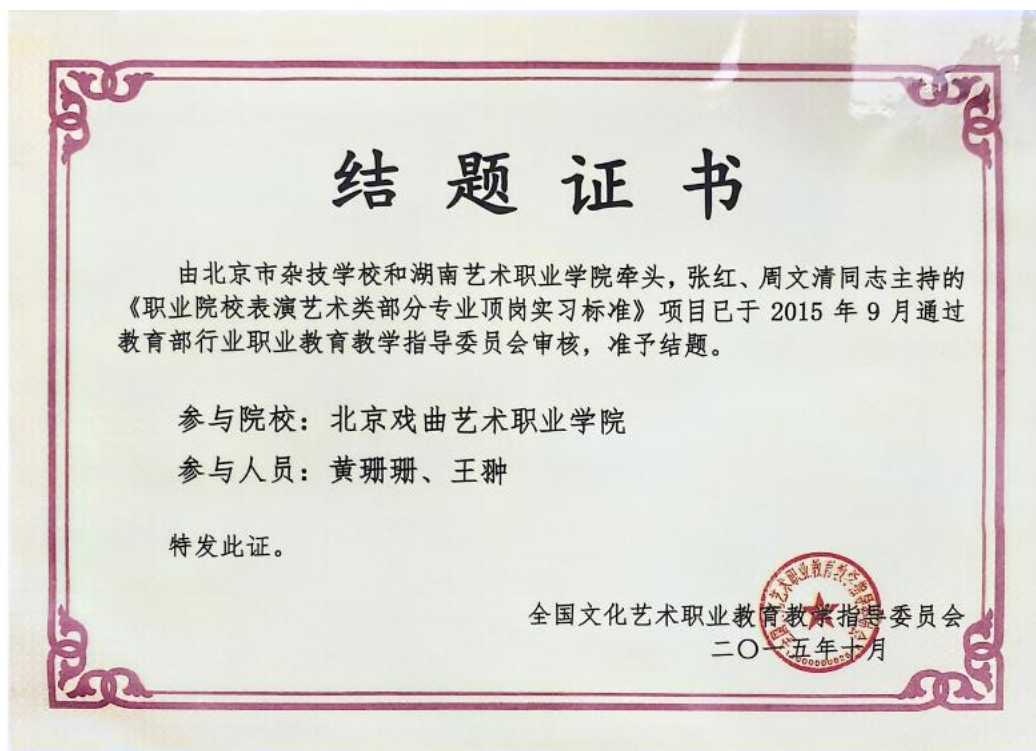 结题证书
由北京市杂技学校和湖南艺术职业学院牵头，张红、周文清同志主持的
《职业院校表演艺术类部分专业顶岗实习标准》项目已于 2015 年 9 月通过
教育部行业职业教育教学指导委员会审核，准予结题。
参与院校：北京戏曲艺术职业学院
参与人员：黄珊珊、王翀
特发此证。
全国文化艺术职业教育教学指导委员会
二〇一五年十月